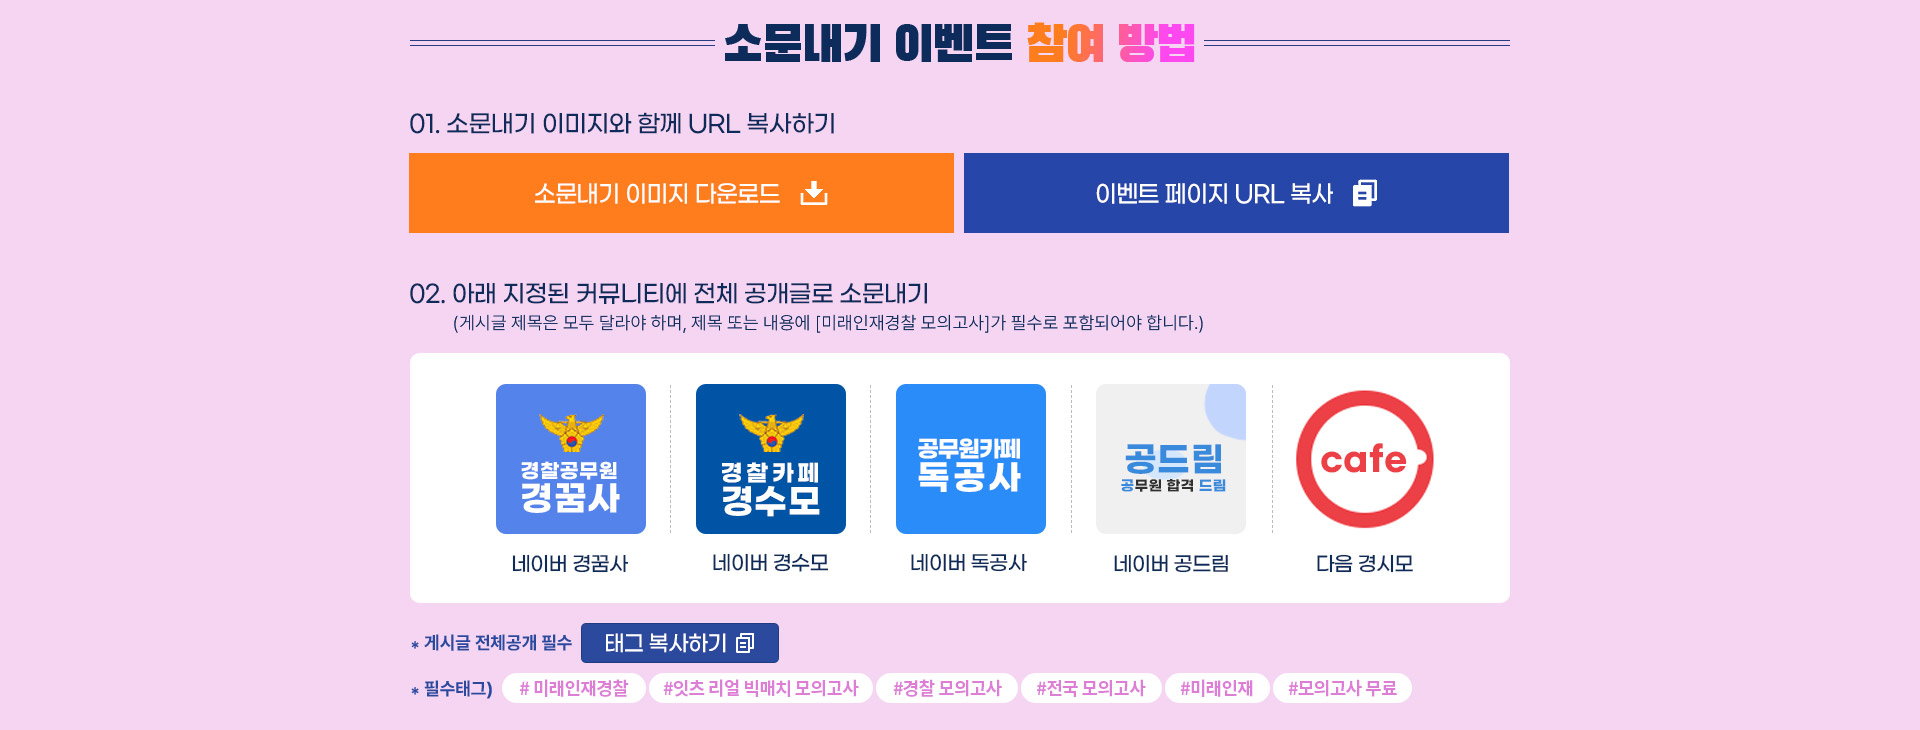 소문내기 이벤트 참여 방법
01. 소문내기 이미지와 함께 URL 복사하기
소문내기 이미지 다운로드
이벤트 페이지 URL 복사
02. 아래 지정된 커뮤니티에 전체 공개글로 소문내기
(게시글 제목은 모두 달라야 하며, 제목 또는 내용에 [미래인재경찰 모의고사]가 필수로 포함되어야 합니다.)
경찰공무원
경꿈사
네이버 경꿈사
경찰카페
경수모
네이버 경수모
공무원카페
독공사
네이버 독공사
공드림
공무원 합격 드림
네이버 공드림
cafe
다음 경시모
* 게시글 전체공개 필수
태그 복사하기
* 필수태그) # 미래인재경찰 #잇츠 리얼 빅매치 모의고사 #경찰 모의고사 #전국 모의고사 #미래인재 #모의고사 무료